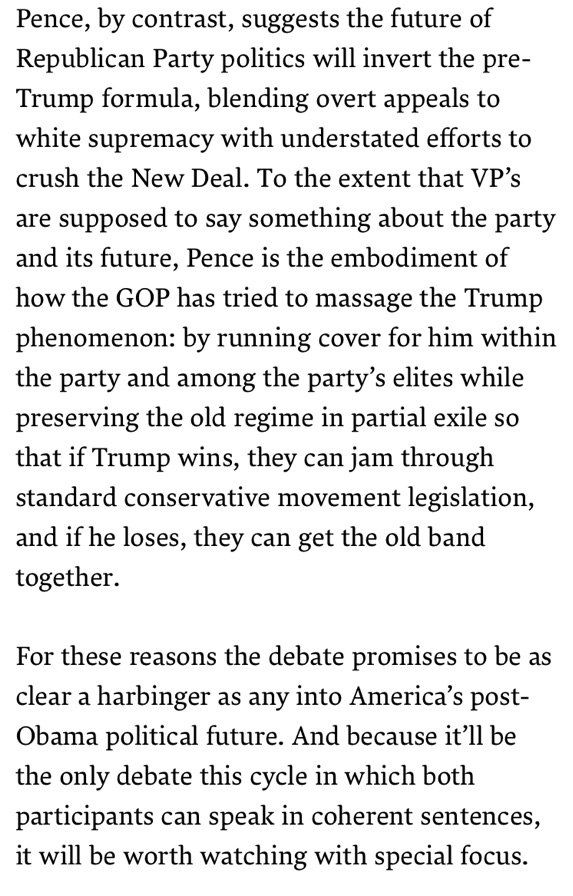 Pence, by contrast, suggests the future of
Republican Party politics will invert the pre-
Trump formula, blending overt appeals to
white supremacy with understated efforts to
crush the New Deal. To the extent that VP’s
are supposed to say something about the party
and its future, Pence is the embodiment of
how the GOP has tried to massage the Trump
phenomenon: by running cover for him within
the party and among the party’s elites while
preserving the old regime in partial exile so
that if Trump wins, they can jam through
standard conservative movement legislation,
and if he loses, they can get the old band
together.
For these reasons the debate promises to be as
clear a harbinger as any into America’s post-
Obama political future. And because it’ll be
the only debate this cycle in which both
participants can speak in coherent sentences,
it will be worth watching with special focus.